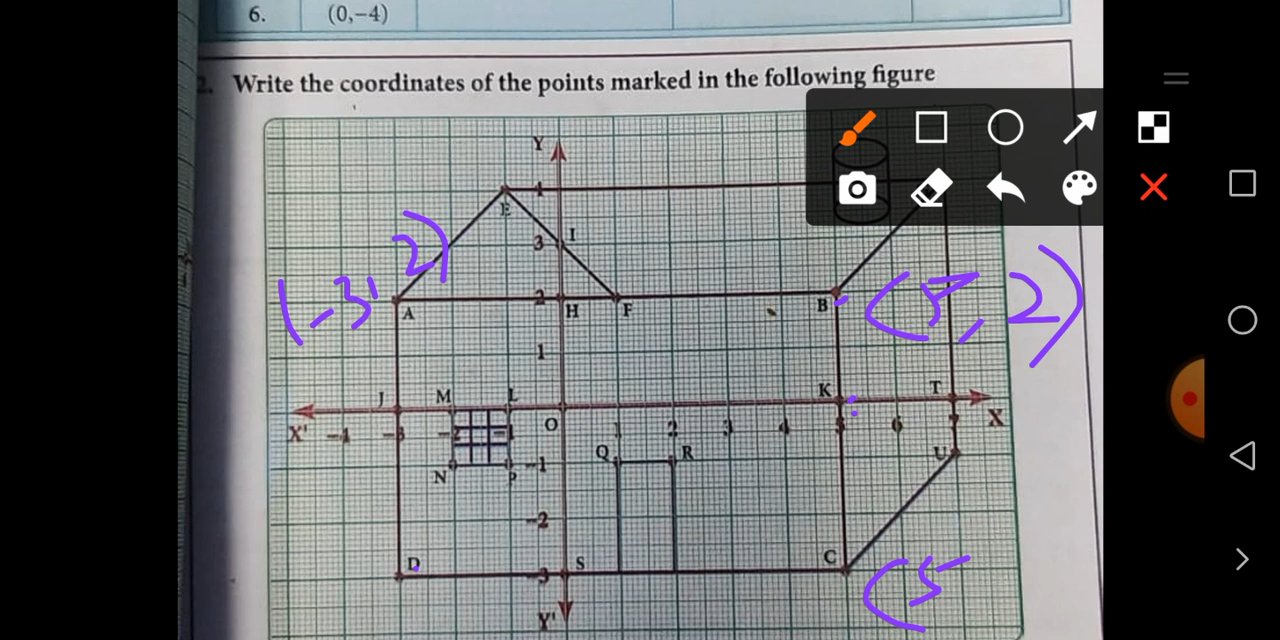 6. (0,−4)
2. Write the coordinates of the points marked in the following figure
Y
4
E
3 I
(-3, 2)
2
A H F B (5, 2)
1
J M L K T
X' −4 −3 −2 −1 O 1 2 3 4 5 6 7 X
Q R U
−1
N P
−2
D S C
−3
(5
Y'